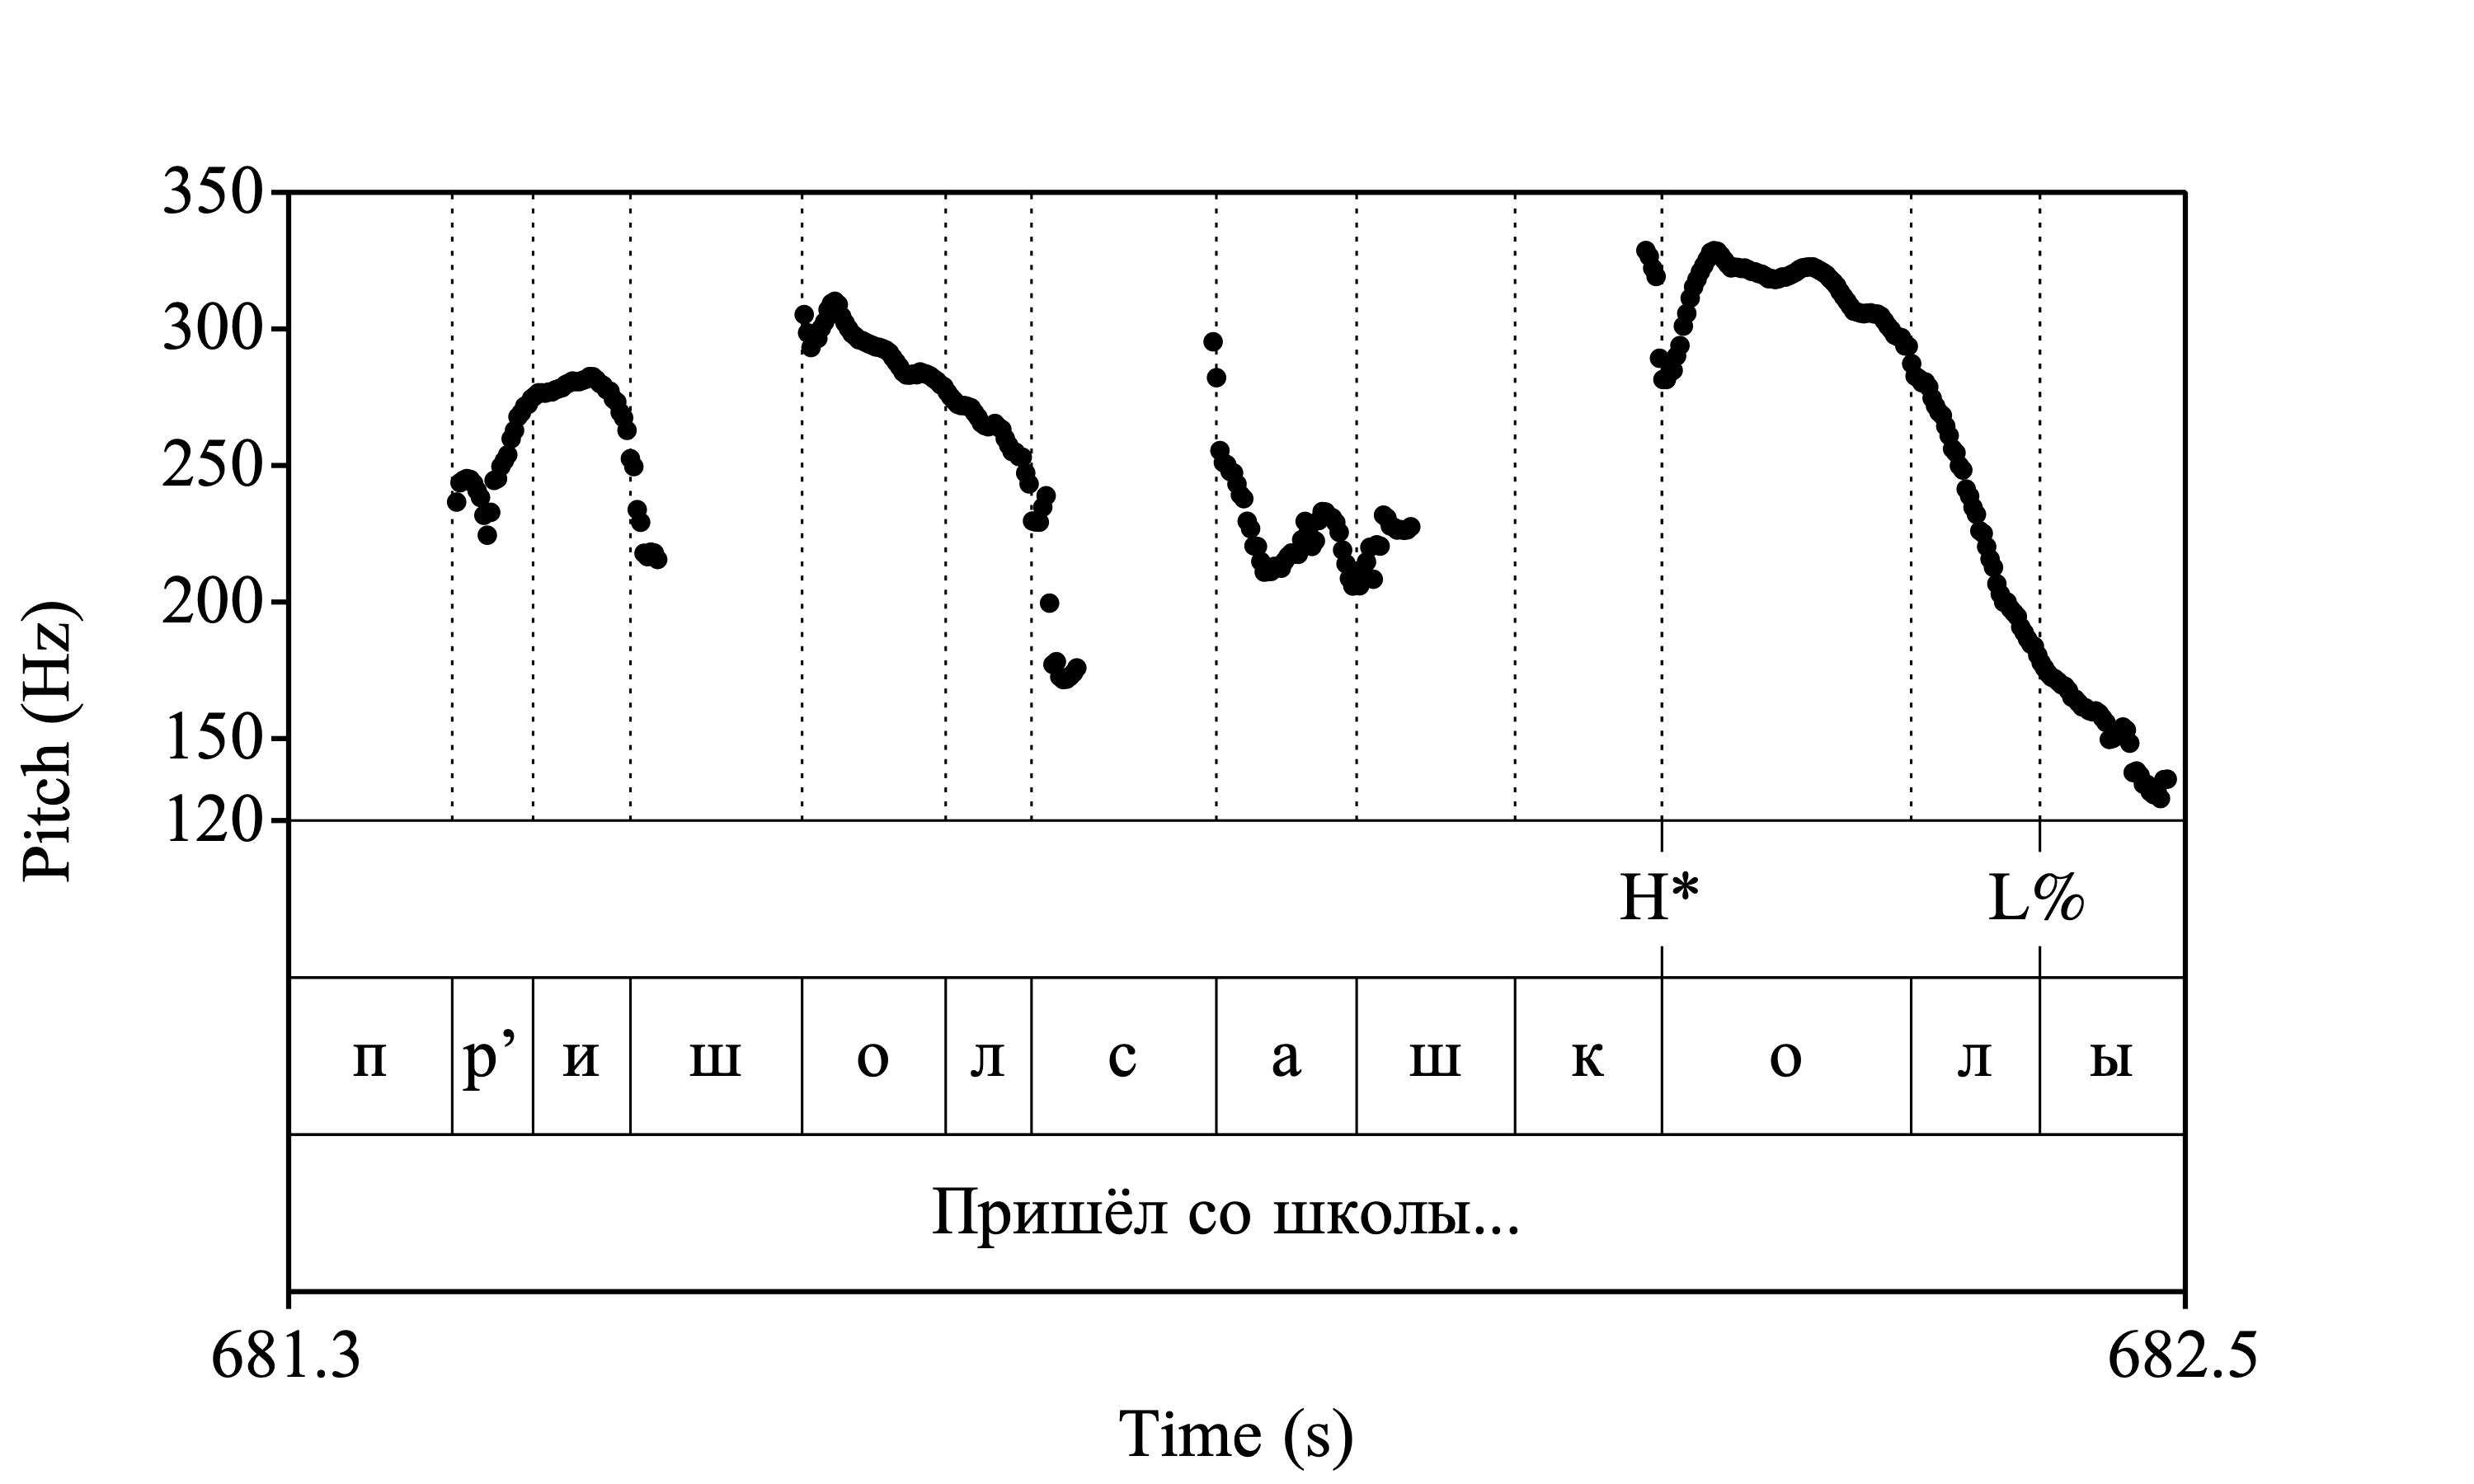 350
300
250
200
150
120
Pitch (Hz)
H* L%
п р’ и ш о л с а ш к о л ы
Пришёл со школы...
681.3 682.5
Time (s)